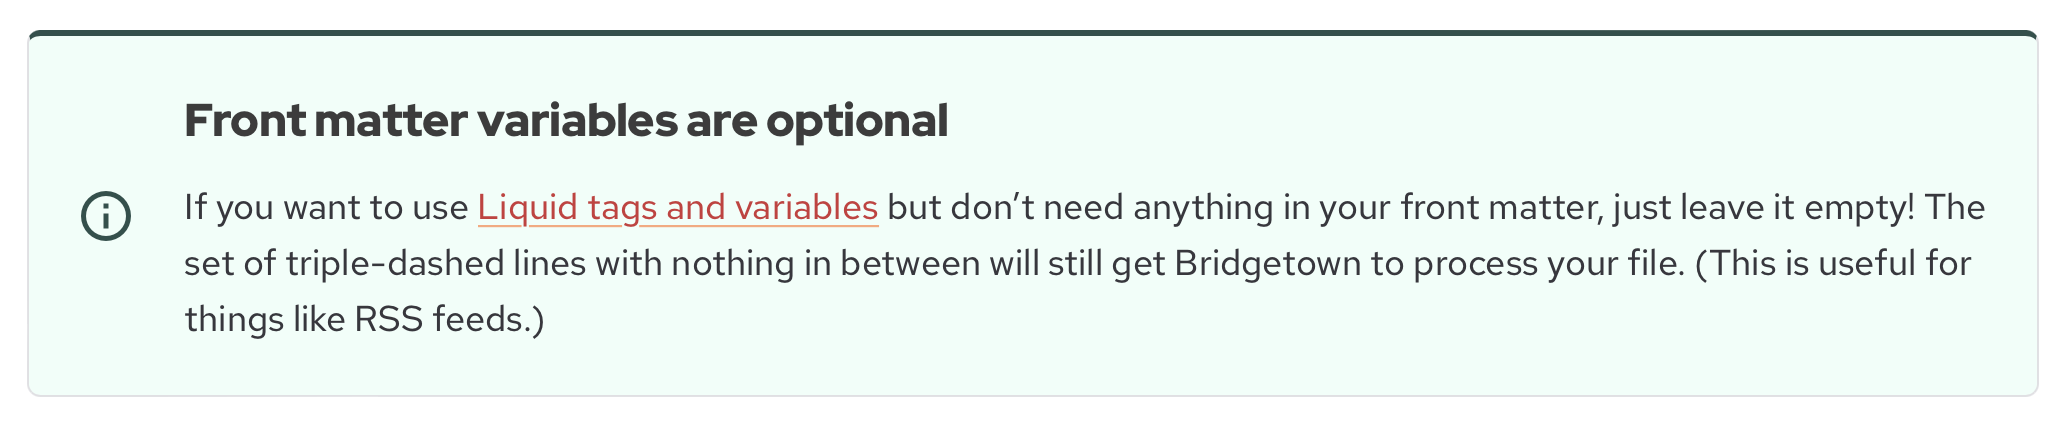 Front matter variables are optional
If you want to use Liquid tags and variables but don’t need anything in your front matter, just leave it empty! The
set of triple-dashed lines with nothing in between will still get Bridgetown to process your file. (This is useful for
things like RSS feeds.)